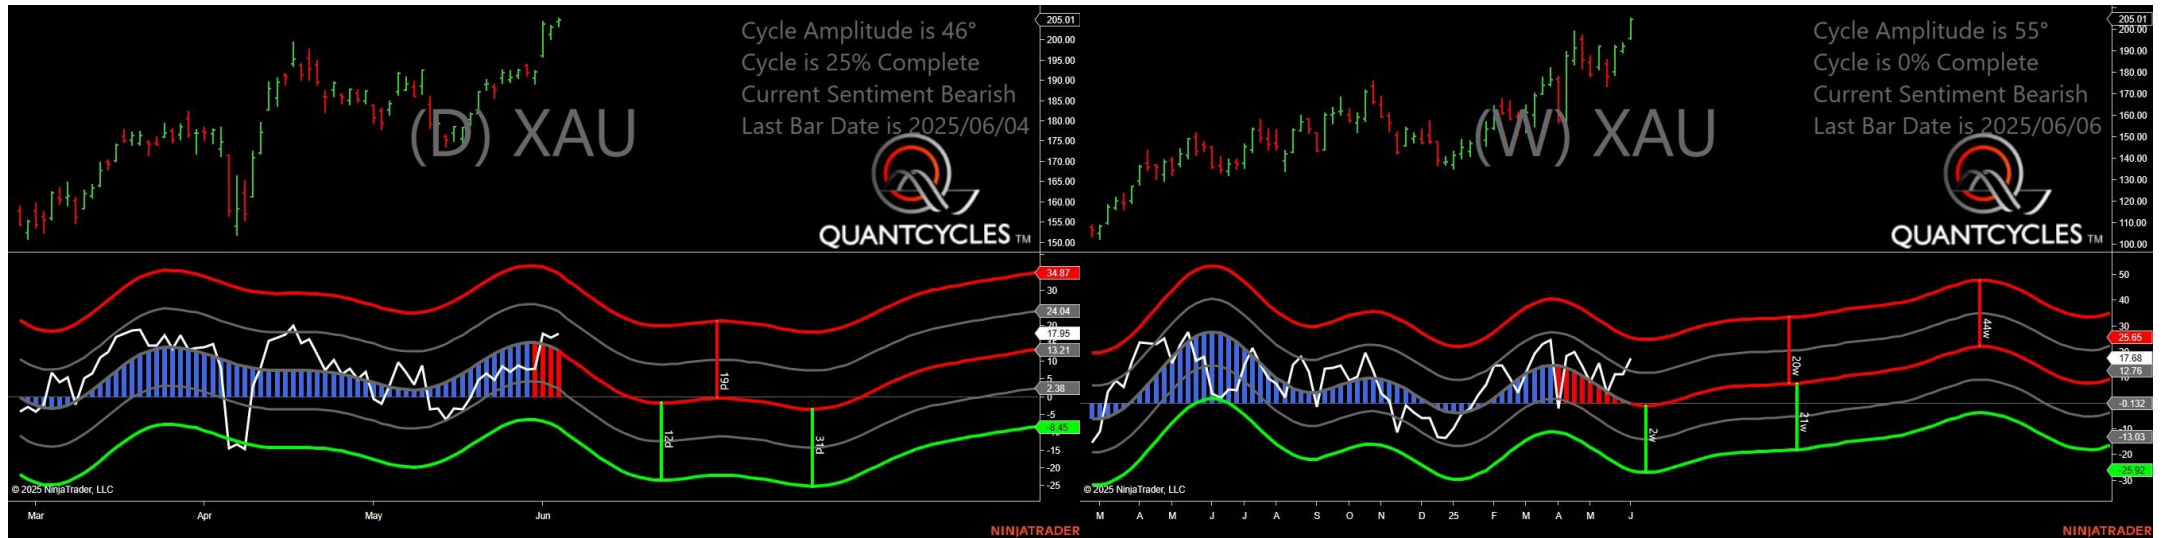 Cycle Amplitude is 46°
Cycle is 25% Complete
Current Sentiment Bearish
Last Bar Date is 2025/06/04
(D) XAU
QUANTCYCLES TM
205.01
200.00
195.00
190.00
185.00
180.00
175.00
170.00
165.00
160.00
155.00
150.00
34.87
30
24.04
20
17.95
15
13.21
5
2.38
0
-5
-8.45
-10
-15
-20
-25
12d
19d
31d
© 2025 NinjaTrader, LLC
Mar
Apr
May
Jun
NINJATRADER
Cycle Amplitude is 55°
Cycle is 0% Complete
Current Sentiment Bearish
Last Bar Date is 2025/06/06
(W) XAU
QUANTCYCLES TM
205.01
200.00
190.00
180.00
170.00
160.00
150.00
140.00
130.00
120.00
110.00
100.00
50
40
30
25.65
17.68
12.76
-0.132
-13.03
-20
-25.92
-30
2w
20w
21w
44w
© 2025 NinjaTrader, LLC
M A M J J A S O N D 25 F M A M J
NINJATRADER